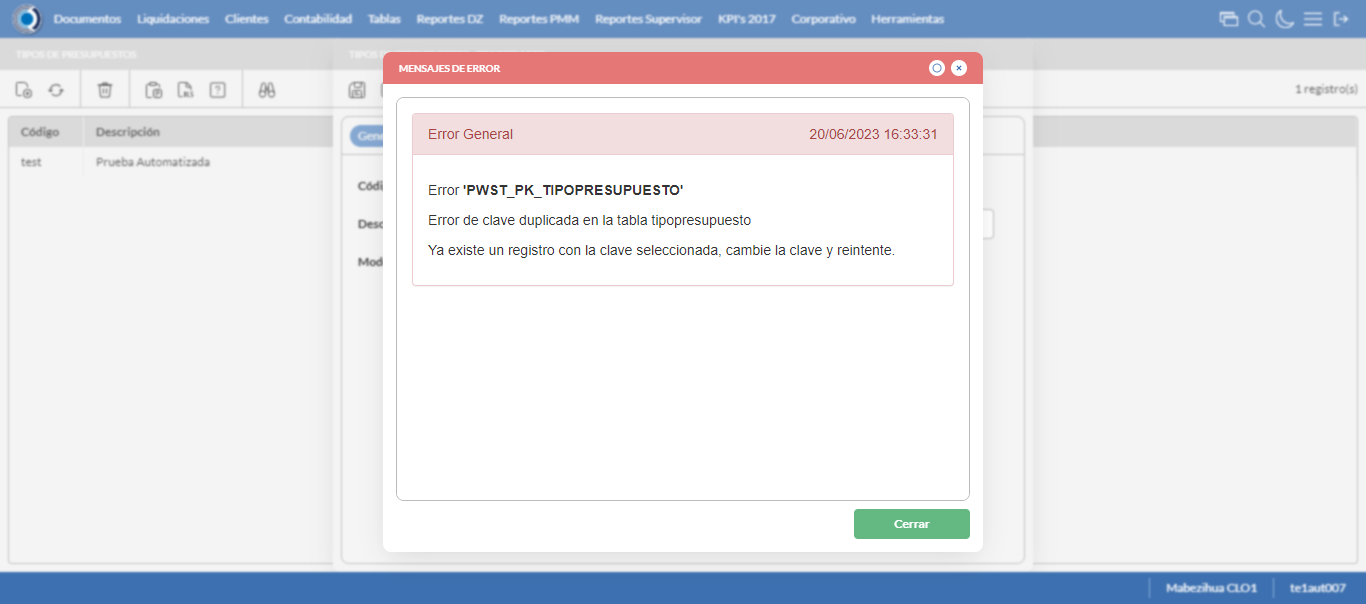 Documentos Liquidaciones Clientes Contabilidad Tablas Reportes DZ Reportes PMM Reportes Supervisor KPI's 2017 Corporativo Herramientas
TIPOS DE PRESUPUESTOS
TIPOS
1 registro(s)
MENSAJES DE ERROR
Código Descripción
test Prueba Automatizada
Error General 20/06/2023 16:33:31
Error 'PWST_PK_TIPOPRESUPUESTO'
Error de clave duplicada en la tabla tipopresupuesto
Ya existe un registro con la clave seleccionada, cambie la clave y reintente.
Gene
Códi
Desc
Mod
Cerrar
Mabezihua CLO1 te1aut007